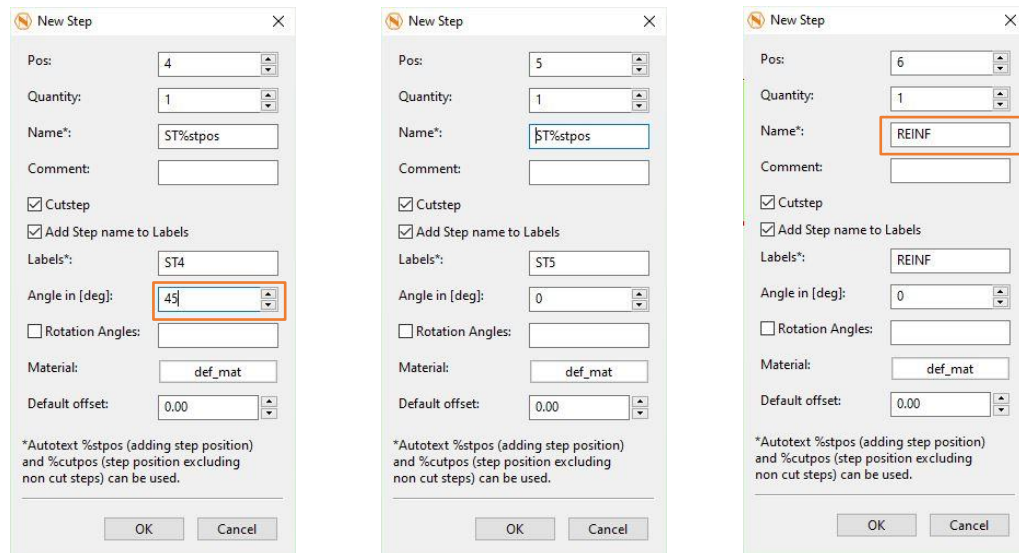 New Step
Pos:
4
Quantity:
1
Name*:
ST%stpos
Comment:
Cutstep
Add Step name to Labels
Labels*:
ST4
Angle in [deg]:
45
Rotation Angles:
Material:
def_mat
Default offset:
0.00
*Autotext %stpos (adding step position)
and %cutpos (step position excluding
non cut steps) can be used.
OK
Cancel
New Step
Pos:
5
Quantity:
1
Name*:
ST%stpos
Comment:
Cutstep
Add Step name to Labels
Labels*:
ST5
Angle in [deg]:
0
Rotation Angles:
Material:
def_mat
Default offset:
0.00
*Autotext %stpos (adding step position)
and %cutpos (step position excluding
non cut steps) can be used.
OK
Cancel
New Step
Pos:
6
Quantity:
1
Name*:
REINF
Comment:
Cutstep
Add Step name to Labels
Labels*:
REINF
Angle in [deg]:
0
Rotation Angles:
Material:
def_mat
Default offset:
0.00
*Autotext %stpos (adding step position)
and %cutpos (step position excluding
non cut steps) can be used.
OK
Cancel